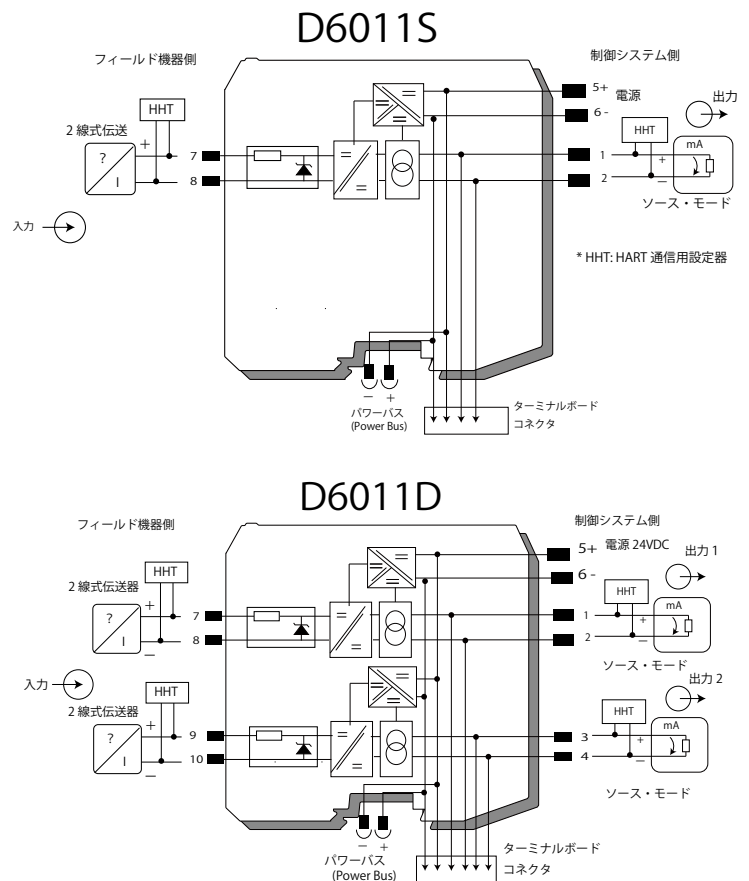 D6011S
フィールド機器側
制御システム側
HHT
2 線式伝送
+
?
I
7
8
入力
5+
電源
6 -
出力
HHT
mA
1
+
2
−
ソース・モード
* HHT: HART 通信用設定器
− +
パワーバス
(Power Bus)
ターミナルボード
コネクタ
D6011D
フィールド機器側
制御システム側
5+
電源 24VDC
6 -
出力 1
HHT
2 線式伝送器
+
?
I
−
7
8
HHT
mA
1
+
2
−
ソース・モード
入力
HHT
2 線式伝送器
+
?
I
−
9
10
出力 2
HHT
mA
3
+
4
−
ソース・モード
− +
パワーバス
(Power Bus)
ターミナルボード
コネクタ